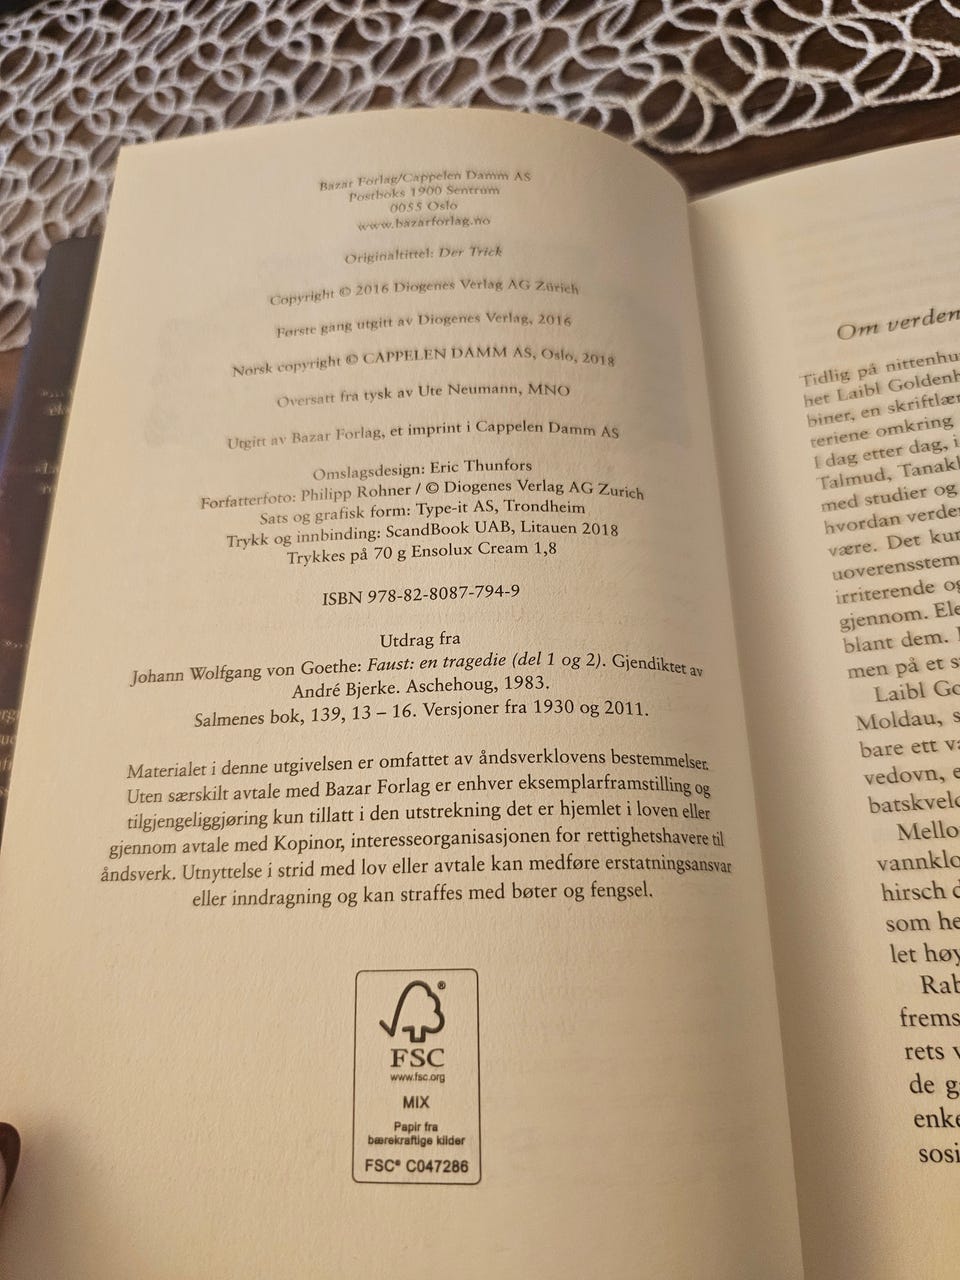 Bazar Forlag/Cappelen Damm AS
Postboks 1900 Sentrum
0055 Oslo
www.bazarforlag.no
Originaltittel: Der Trick
Copyright © 2016 Diogenes Verlag AG Zürich
Første gang utgitt av Diogenes Verlag, 2016
Norsk copyright © CAPPELEN DAMM AS, Oslo, 2018
Oversatt fra tysk av Ute Neumann, MNO
Utgitt av Bazar Forlag, et imprint i Cappelen Damm AS
Omslagsdesign: Eric Thunfors
Forfatterfoto: Philipp Rohner / © Diogenes Verlag AG Zurich
Sats og grafisk form: Type-it AS, Trondheim
Trykk og innbinding: ScandBook UAB, Litauen 2018
Trykkes på 70 g Ensolux Cream 1,8
ISBN 978-82-8087-794-9
Utdrag fra
Johann Wolfgang von Goethe: Faust: en tragedie (del 1 og 2). Gjendiktet av
André Bjerke. Aschehoug, 1983.
Salmenes bok, 139, 13 – 16. Versjoner fra 1930 og 2011.
Materialet i denne utgivelsen er omfattet av åndsverklovens bestemmelser.
Uten særskilt avtale med Bazar Forlag er enhver eksemplarframstilling og
tilgjengeliggjøring kun tillatt i den utstrekning det er hjemlet i loven eller
gjennom avtale med Kopinor, interesseorganisasjonen for rettighetshavere til
åndsverk. Utnyttelse i strid med lov eller avtale kan medføre erstatningsansvar
eller inndragning og kan straffes med bøter og fengsel.
FSC®
www.fsc.org
MIX
Papir fra
bærekraftige kilder
FSC® C047286
Om verden
Tidlig på nittenhu
het Laibl Goldenh
biner, en skriftlær
teriene omkring
I dag etter dag, i
Talmud, Tanak
med studier og
hvordan verde
være. Det kun
uoverensstem
irriterende og
gjennom. Ele
blant dem.
men på et s
Laibl Go
Moldau, s
bare ett v
vedovn, e
batskvel
Mello
vannklo
hirsch d
som he
let høy
Rab
frems
rets v
de g
enke
sosi